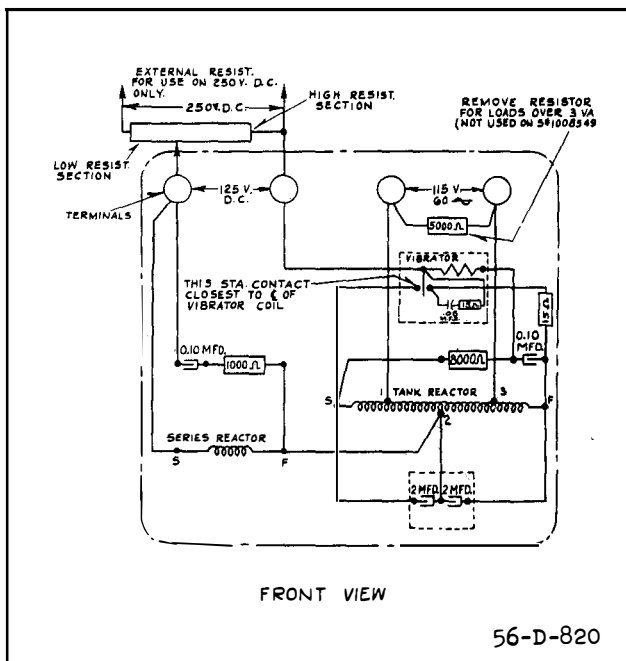 EXTERNAL RESIST.
FOR USE ON 250V. D.C.
ONLY.
250V. D.C.
HIGH RESIST.
SECTION
REMOVE RESISTOR
FOR LOADS OVER 3 VA
(NOT USED ON S#1008549
LOW RESIST.
SECTION
TERMINALS
125 V.
D.C.
115 V
60 ~
5000Ω
VIBRATOR
THIS STA. CONTACT
CLOSEST TO ℄ OF
VIBRATOR COIL
15Ω
0.10 MFD.
1000Ω
8000Ω
0.10
MFD.
S
1
TANK REACTOR
3
F
2
SERIES REACTOR
S
F
2 MFD.
2 MFD.
FRONT VIEW
56-D-820